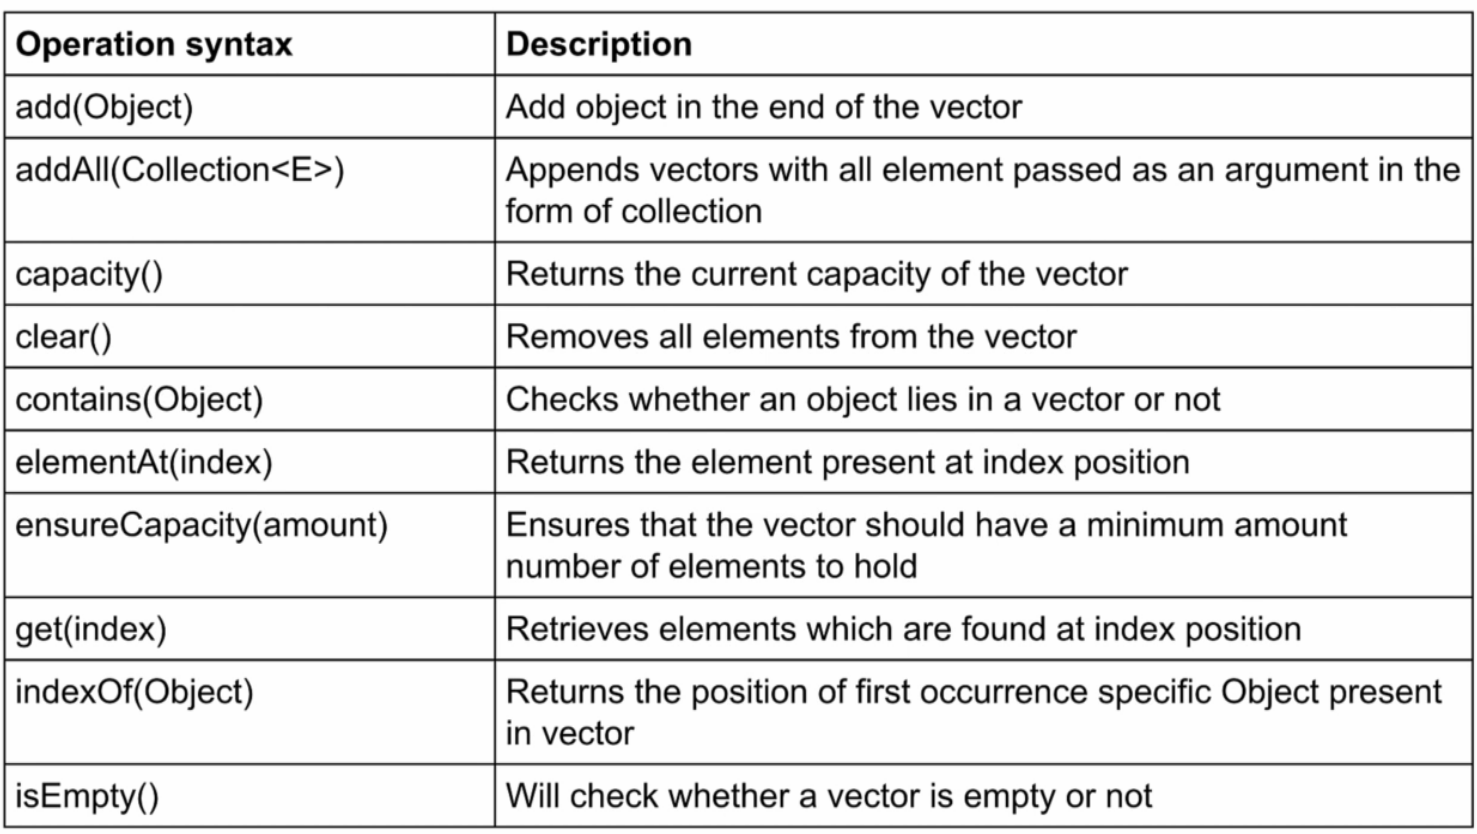 Operation syntax Description
add(Object) Add object in the end of the vector
addAll(Collection<E>) Appends vectors with all element passed as an argument in the
form of collection
capacity() Returns the current capacity of the vector
clear() Removes all elements from the vector
contains(Object) Checks whether an object lies in a vector or not
elementAt(index) Returns the element present at index position
ensureCapacity(amount) Ensures that the vector should have a minimum amount
number of elements to hold
get(index) Retrieves elements which are found at index position
indexOf(Object) Returns the position of first occurrence specific Object present
in vector
isEmpty() Will check whether a vector is empty or not